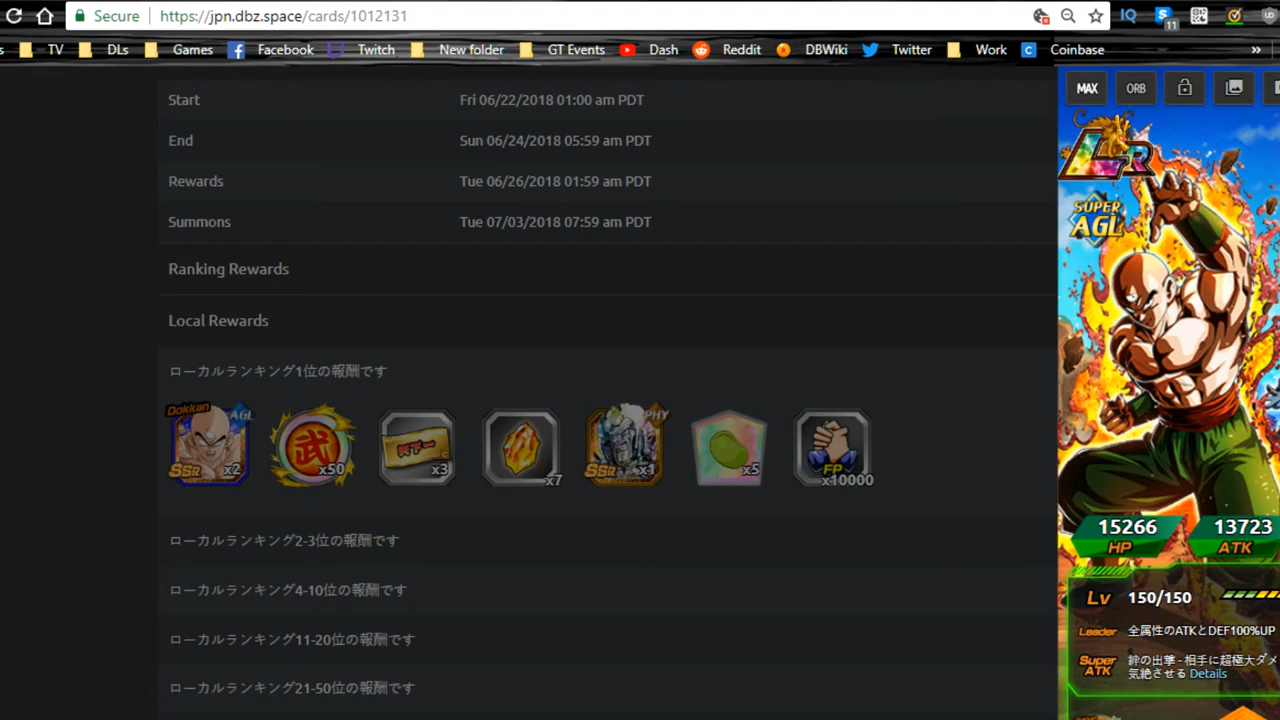 Secure https://jpn.dbz.space/cards/1012131
11
s TV DLs Games Facebook Twitch New folder GT Events Dash Reddit DBWiki Twitter Work Coinbase »
Start Fri 06/22/2018 01:00 am PDT
End Sun 06/24/2018 05:59 am PDT
Rewards Tue 06/26/2018 01:59 am PDT
Summons Tue 07/03/2018 07:59 am PDT
Ranking Rewards
Local Rewards
ローカルランキング1位の報酬です
Dokkan AGL SSR x2
武 x50
x3
x7
PHY SSR x1
x5
FP x10000
ローカルランキング2-3位の報酬です
ローカルランキング4-10位の報酬です
ローカルランキング11-20位の報酬です
ローカルランキング21-50位の報酬です
MAX ORB
LR
SUPER AGL
15266 13723
HP ATK
Lv 150/150
Leader 全属性のATKとDEF100%UP
Super ATK 絆の出撃 - 相手に超極大ダメ
気絶させる Details